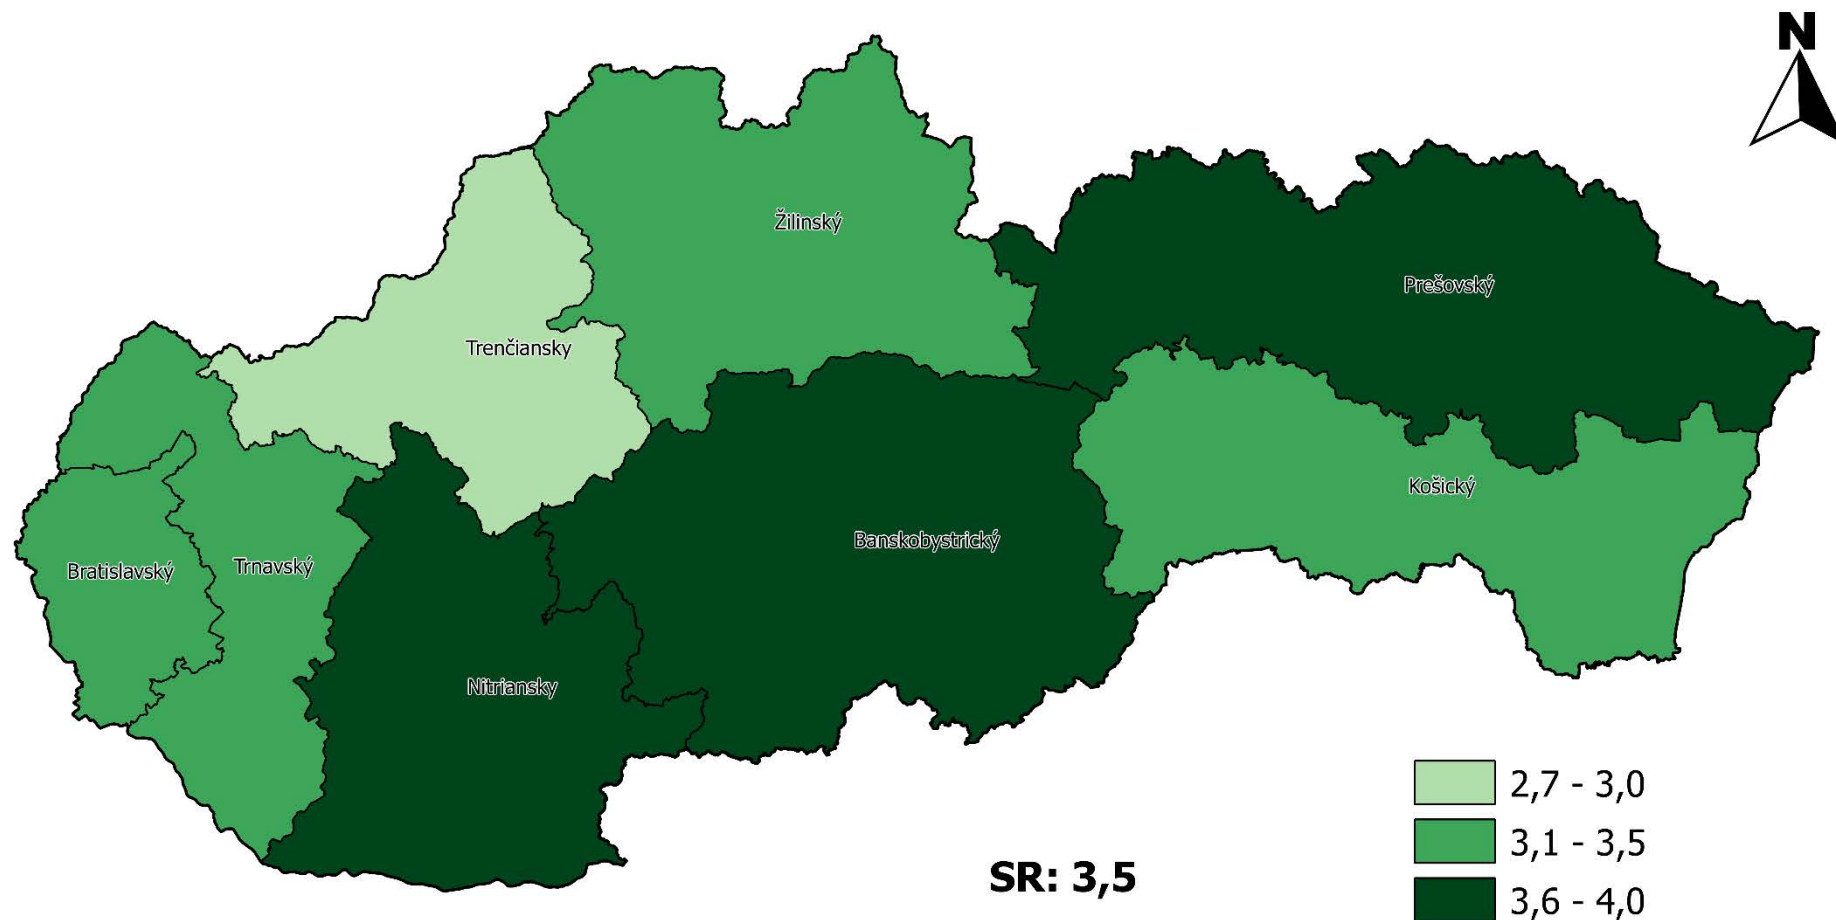 N
Žilinský
Prešovský
Trenčiansky
Košický
Banskobystrický
Bratislavský
Trnavský
Nitriansky
2,7 - 3,0
3,1 - 3,5
SR: 3,5
3,6 - 4,0